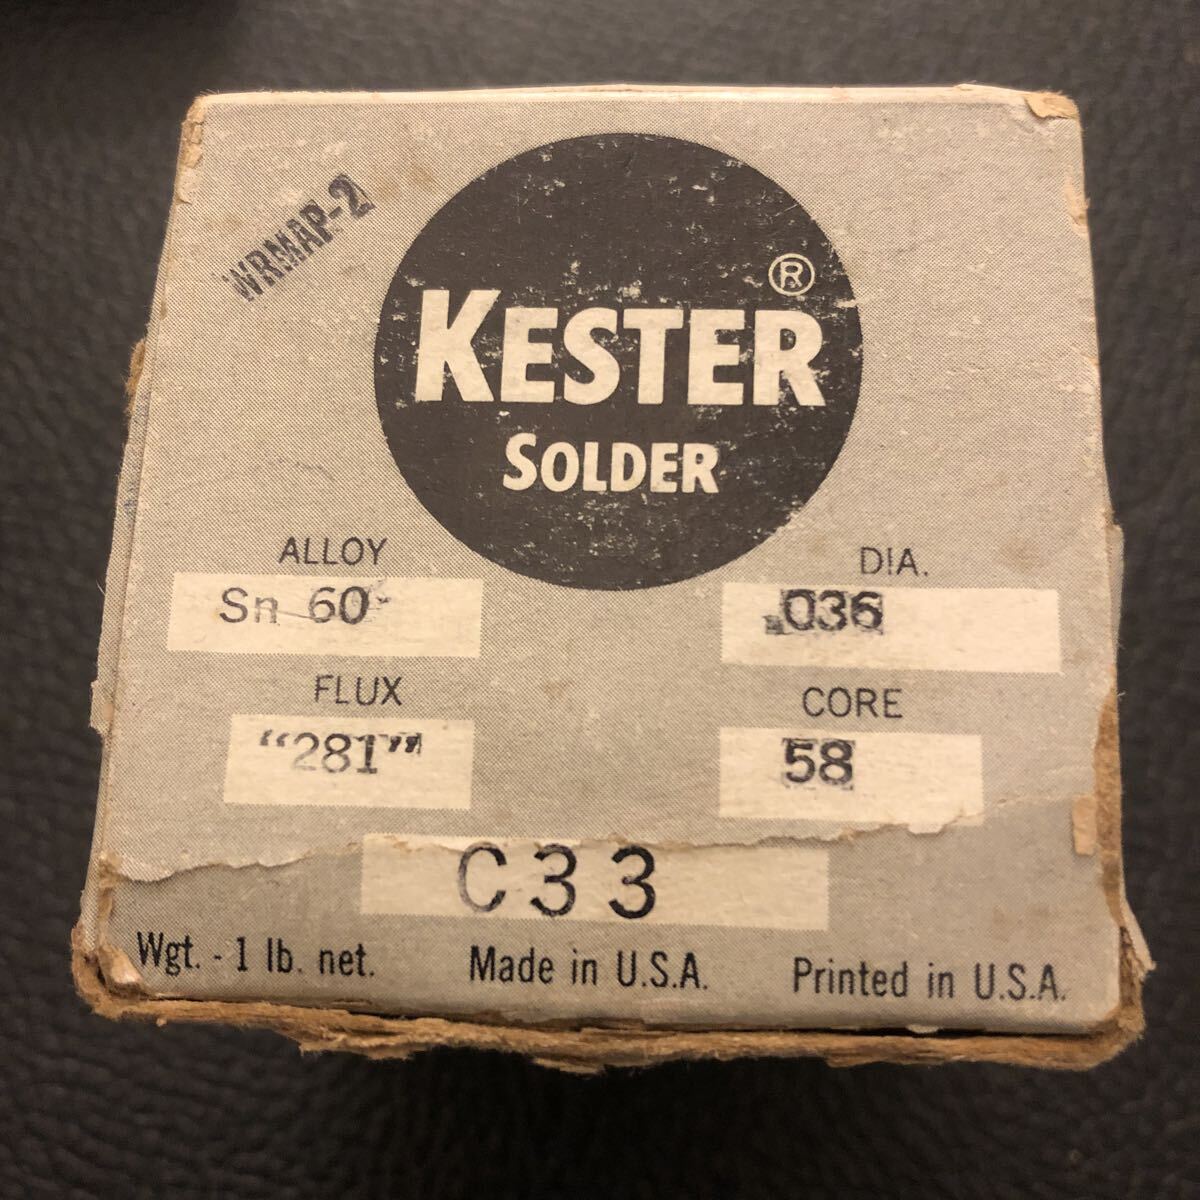 WRMAP-2
KESTER®
SOLDER
ALLOY
Sn 60
DIA.
.036
FLUX
"281"
CORE
58
C33
Wgt. - 1 lb. net.
Made in U.S.A.
Printed in U.S.A.